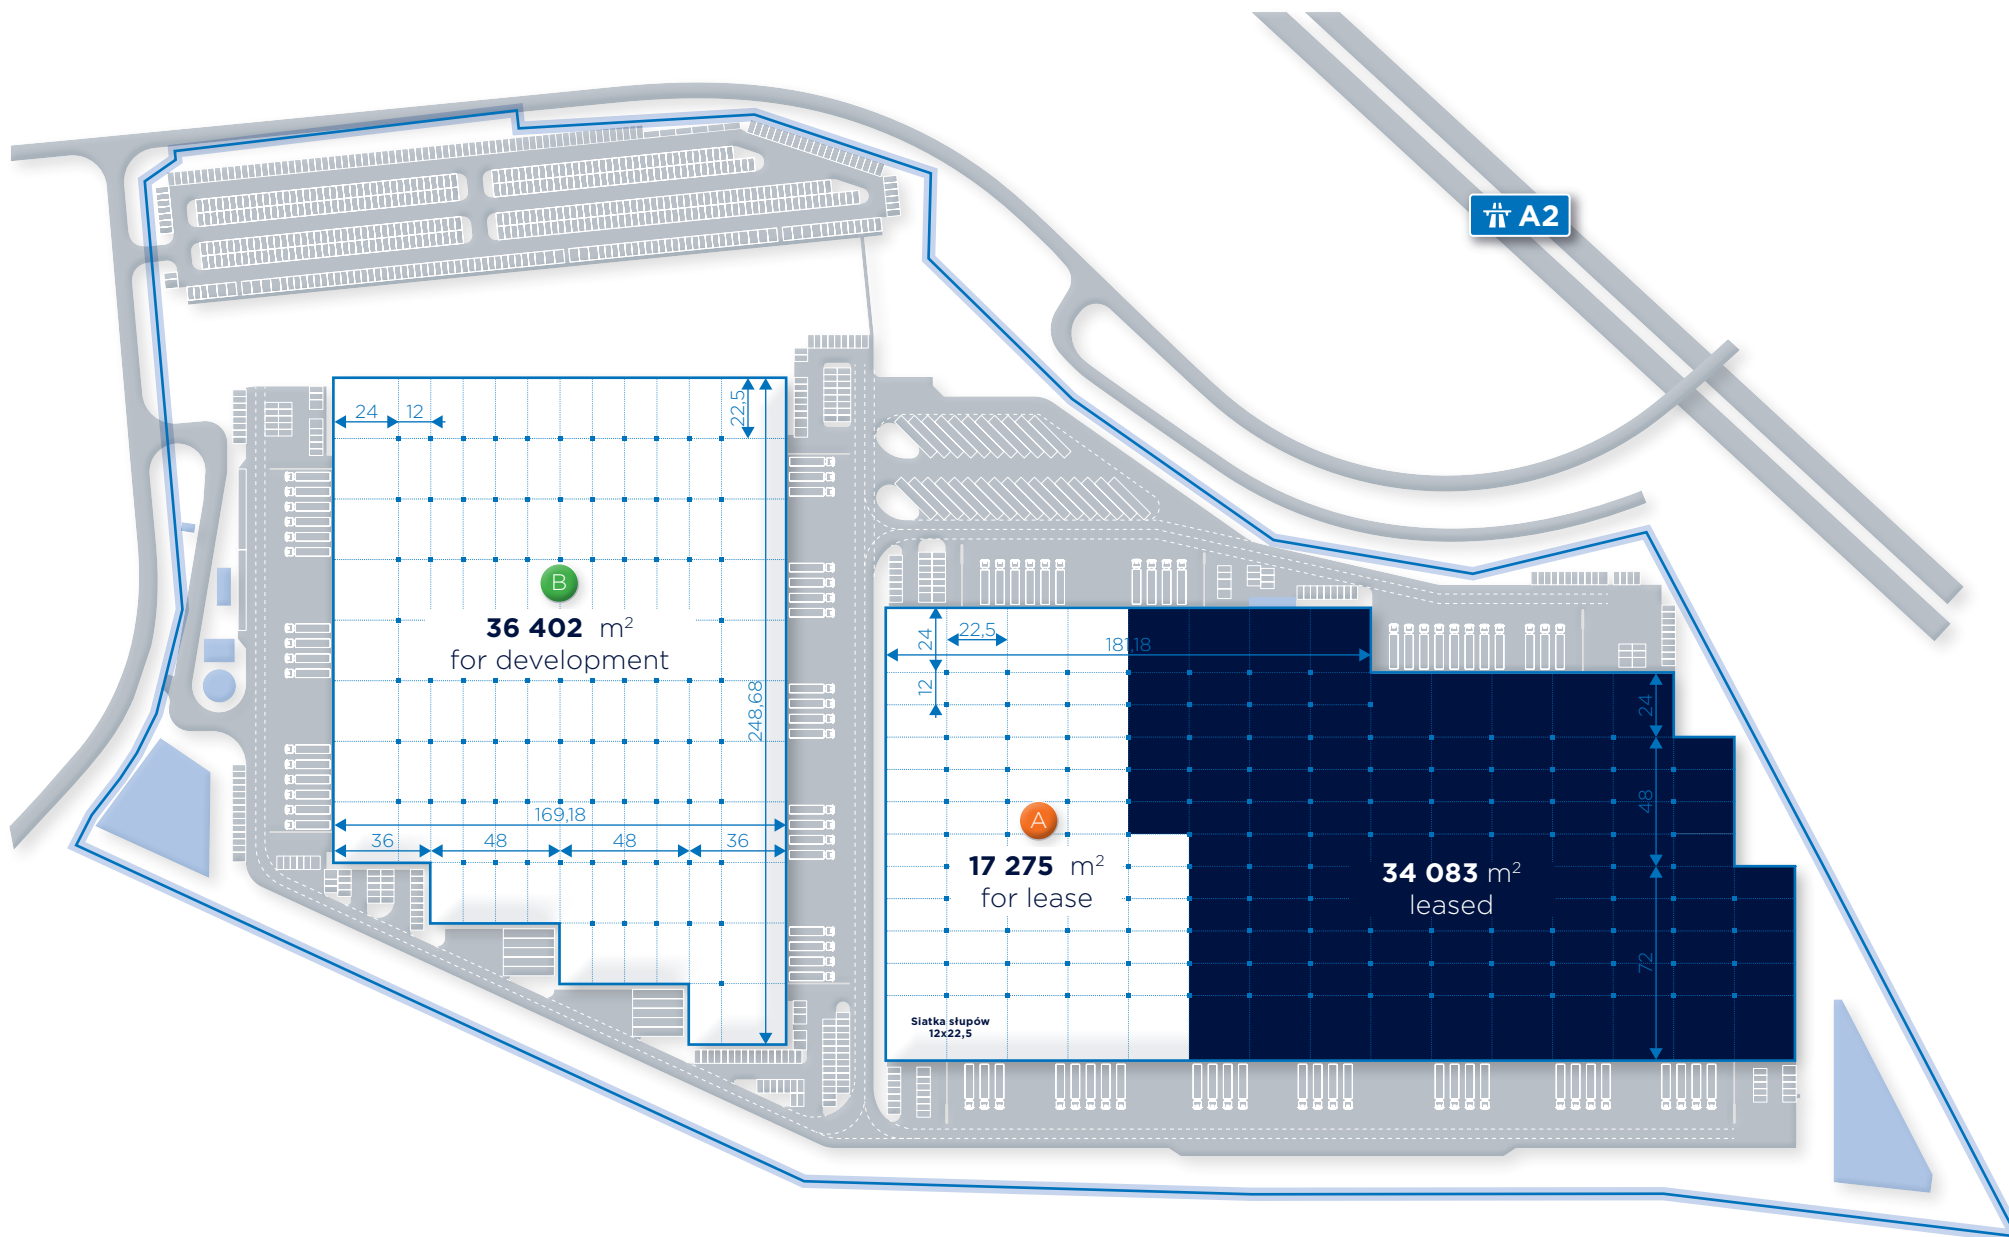 A2
24
12
22,5
B
36 402 m²
for development
248,68
169,18
36
48
48
36
24
22,5
12
181,18
24
48
72
A
17 275 m²
for lease
34 083 m²
leased
Siatka słupów
12x22,5